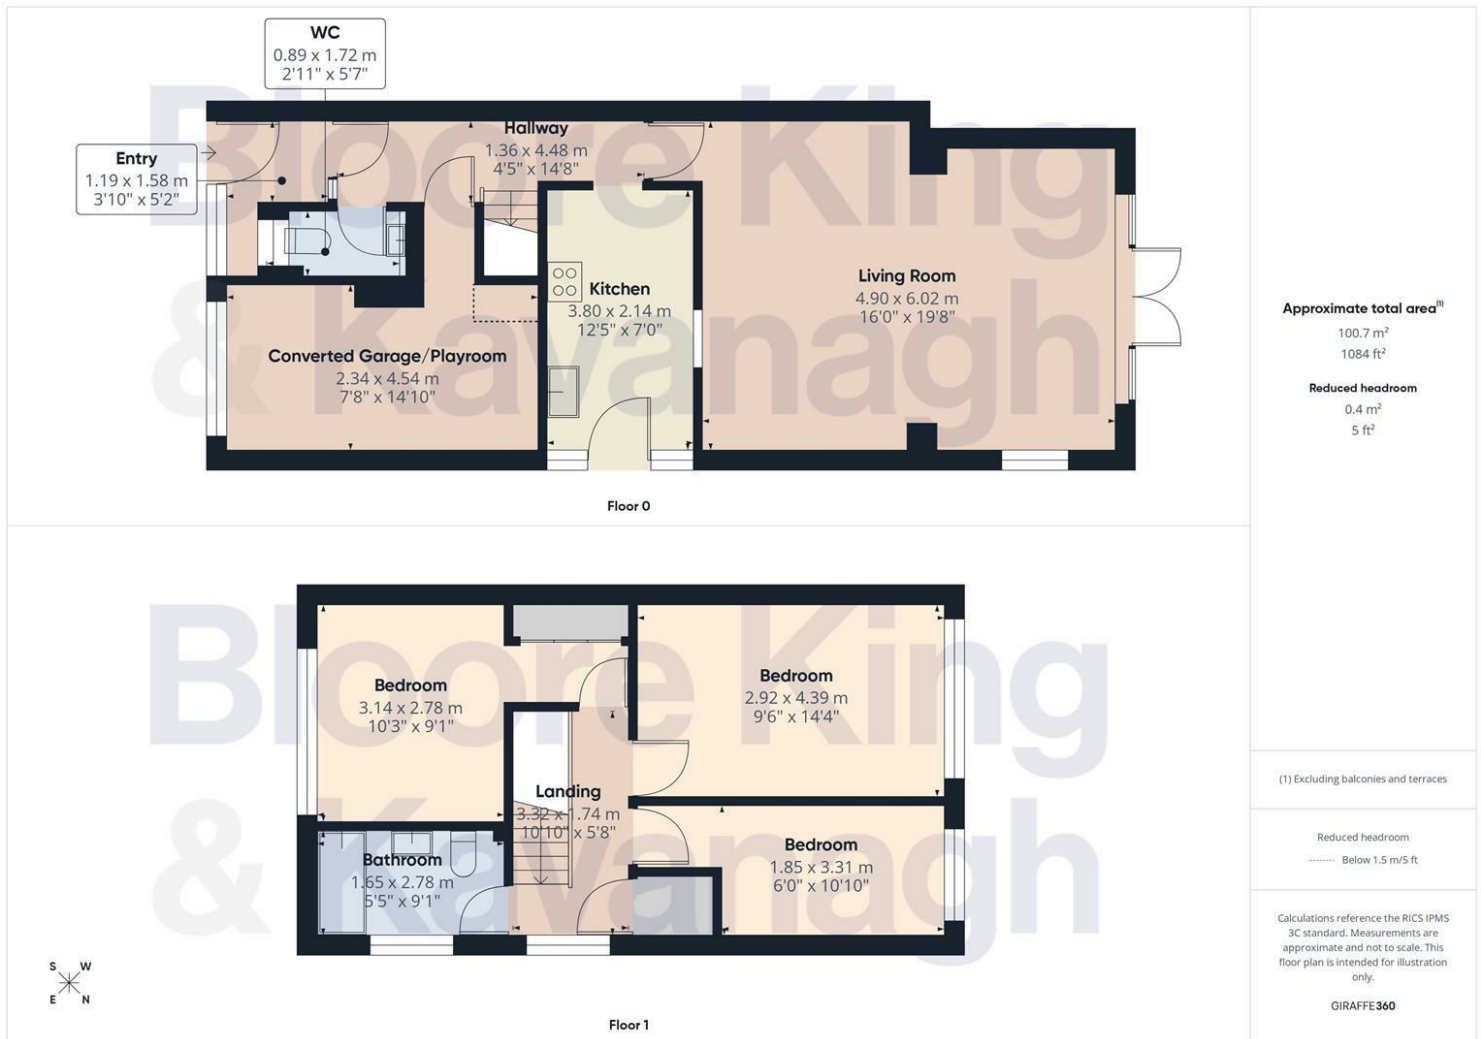 WC
0.89 x 1.72 m
2'11" x 5'7"
Entry
1.19 x 1.58 m
3'10" x 5'2"
Hallway
1.36 x 4.48 m
4'5" x 14'8"
Kitchen
3.80 x 2.14 m
12'5" x 7'0"
Living Room
4.90 x 6.02 m
16'0" x 19'8"
Converted Garage/Playroom
2.34 x 4.54 m
7'8" x 14'10"
Bloore King
& Kavanagh
Floor 0
Bedroom
3.14 x 2.78 m
10'3" x 9'1"
Bedroom
2.92 x 4.39 m
9'6" x 14'4"
Landing
3.32 x 1.74 m
10'10" x 5'8"
Bathroom
1.65 x 2.78 m
5'5" x 9'1"
Bedroom
1.85 x 3.31 m
6'0" x 10'10"
Bloore King
& Kavanagh
S W
E N
Floor 1
Approximate total area(1)
100.7 m²
1084 ft²
Reduced headroom
0.4 m²
5 ft²
(1) Excluding balconies and terraces
Reduced headroom
Below 1.5 m/5 ft
Calculations reference the RICS IPMS
3C standard. Measurements are
approximate and not to scale. This
floor plan is intended for illustration
only.
GIRAFFE360